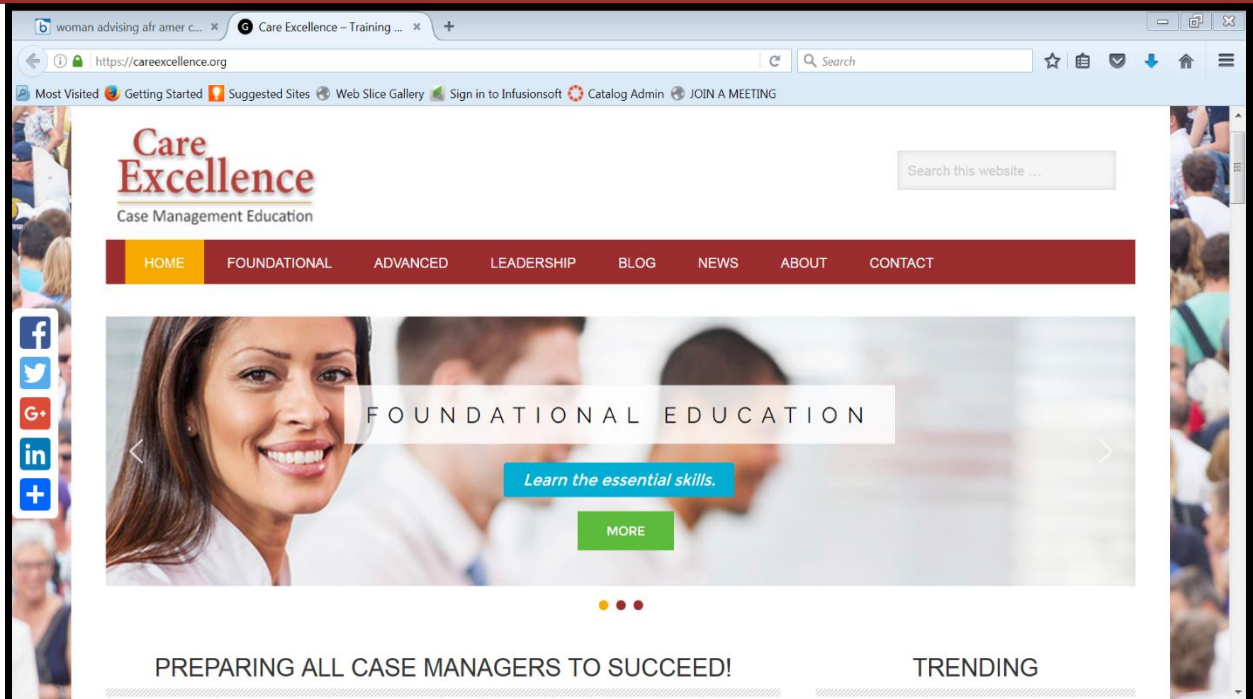 woman advising afr amer c...
Care Excellence – Training ...
https://careexcellence.org
Search
Most Visited Getting Started Suggested Sites Web Slice Gallery Sign in to Infusionsoft Catalog Admin JOIN A MEETING
Care
Excellence
Case Management Education
Search this website ...
HOME FOUNDATIONAL ADVANCED LEADERSHIP BLOG NEWS ABOUT CONTACT
G+
in
FOUNDATIONAL EDUCATION
Learn the essential skills.
MORE
PREPARING ALL CASE MANAGERS TO SUCCEED!
TRENDING